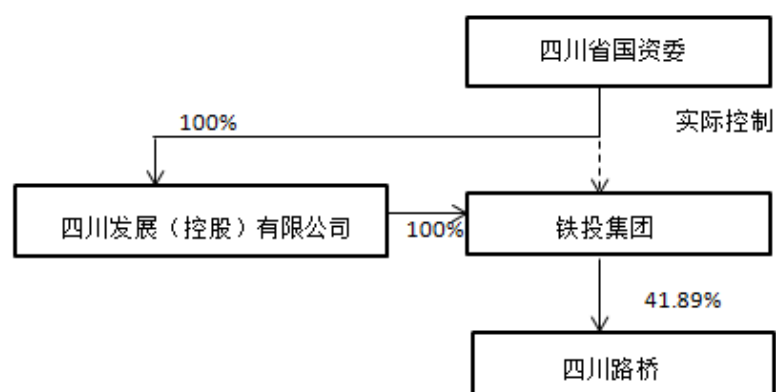 四川省国资委
实际控制
100%
四川发展（控股）有限公司
100%
铁投集团
41.89%
四川路桥